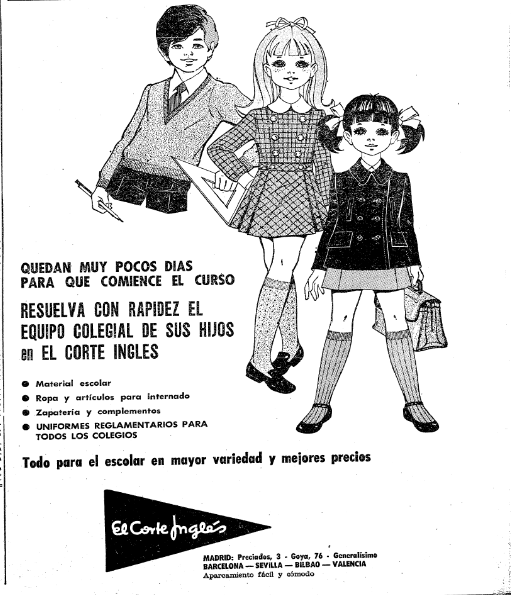 QUEDAN MUY POCOS DIAS
PARA QUE COMIENCE EL CURSO
RESUELVA CON RAPIDEZ EL
EQUIPO COLEGIAL DE SUS HIJOS
en EL CORTE INGLES
● Material escolar
● Ropa y artículos para internado
● Zapatería y complementos
● UNIFORMES REGLAMENTARIOS PARA
TODOS LOS COLEGIOS
Todo para el escolar en mayor variedad y mejores precios
El Corte Inglés
MADRID: Preciados, 3 - Goya, 76 - Generalísimo
BARCELONA — SEVILLA — BILBAO — VALENCIA
Aparcamiento fácil y cómodo